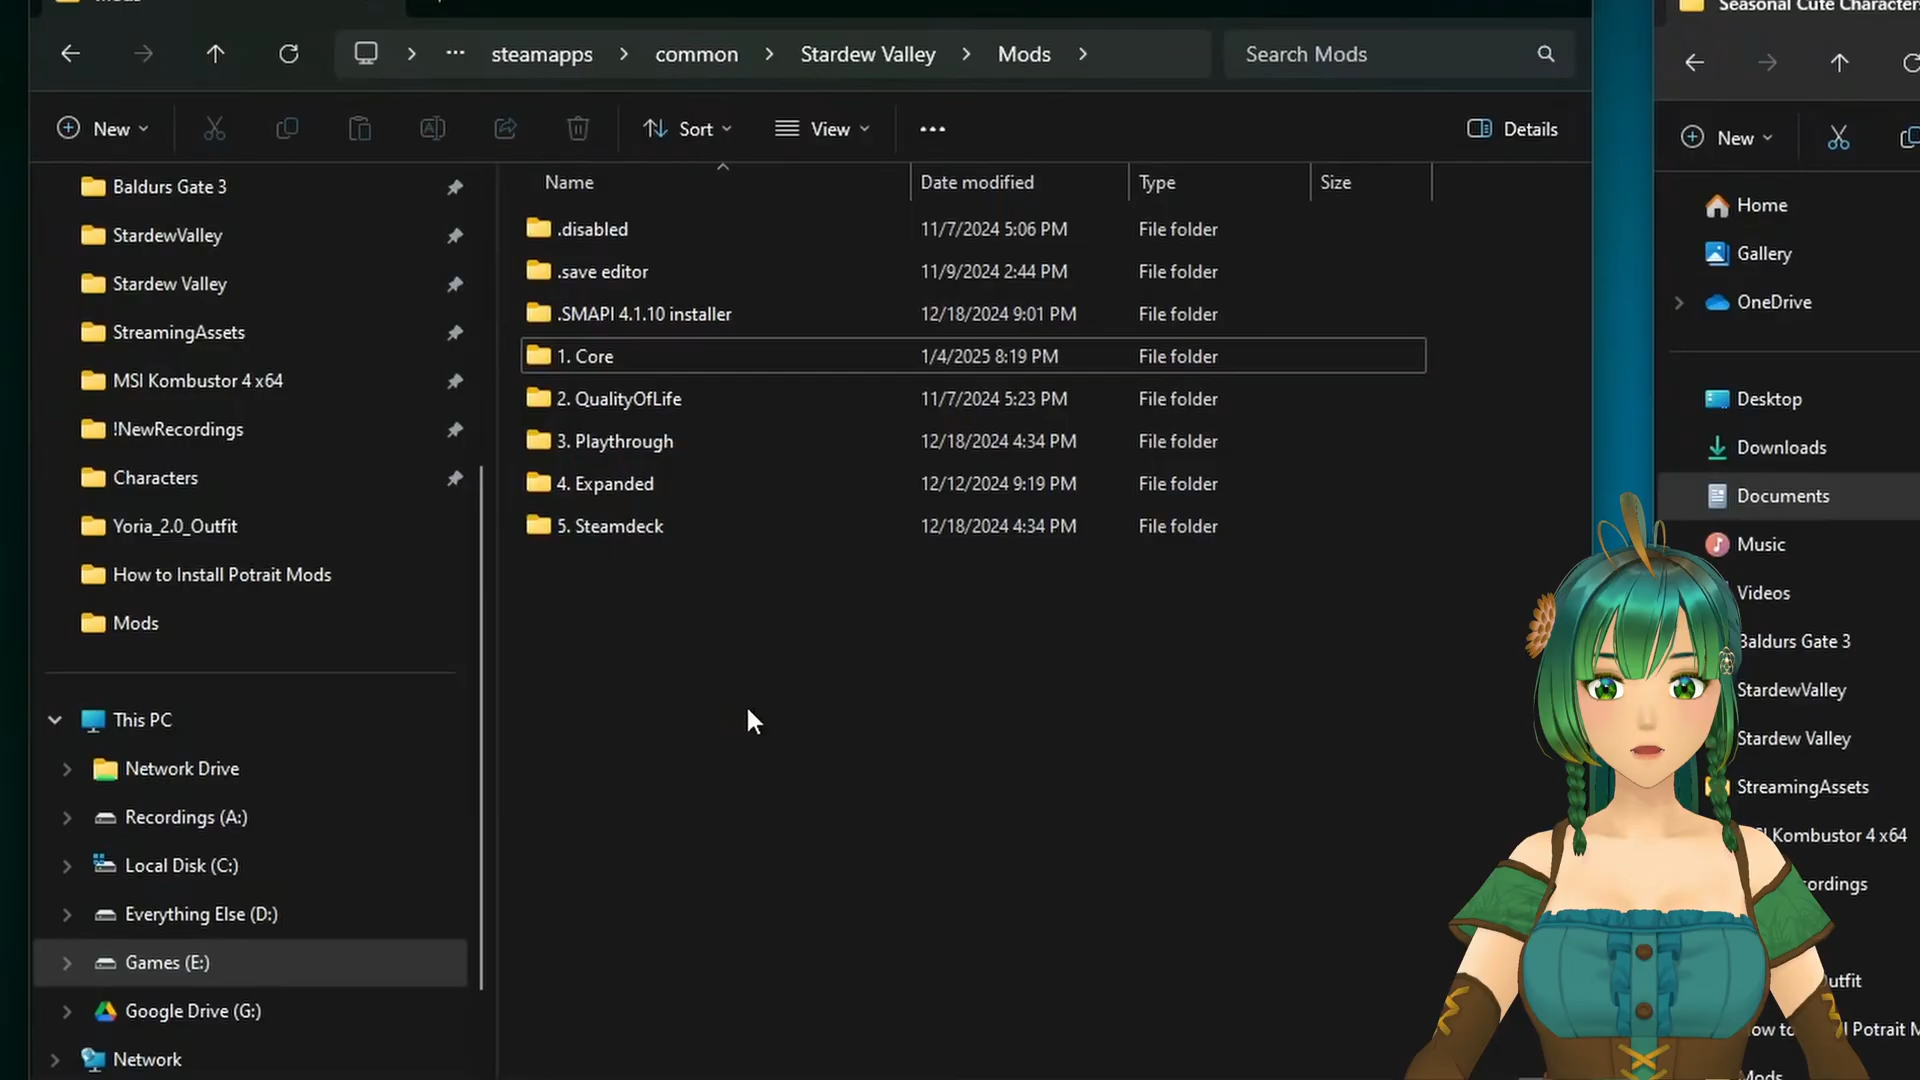 steamapps
common
Stardew Valley
Mods
Search Mods
New
Sort
View
Details
Baldurs Gate 3
StardewValley
Stardew Valley
StreamingAssets
MSI Kombustor 4 x64
!NewRecordings
Characters
Yoria_2.0_Outfit
How to Install Potrait Mods
Mods
This PC
Network Drive
Recordings (A:)
Local Disk (C:)
Everything Else (D:)
Games (E:)
Google Drive (G:)
Network
Name Date modified Type Size
.disabled 11/7/2024 5:06 PM File folder
.save editor 11/9/2024 2:44 PM File folder
.SMAPI 4.1.10 installer 12/18/2024 9:01 PM File folder
1. Core 1/4/2025 8:19 PM File folder
2. QualityOfLife 11/7/2024 5:23 PM File folder
3. Playthrough 12/18/2024 4:34 PM File folder
4. Expanded 12/12/2024 9:19 PM File folder
5. Steamdeck 12/18/2024 4:34 PM File folder
Seasonal Cute Characters
New
Home
Gallery
OneDrive
Desktop
Downloads
Documents
Music
Videos
Baldurs Gate 3
StardewValley
Stardew Valley
StreamingAssets
Kombustor 4 x64
Potrait
Mods